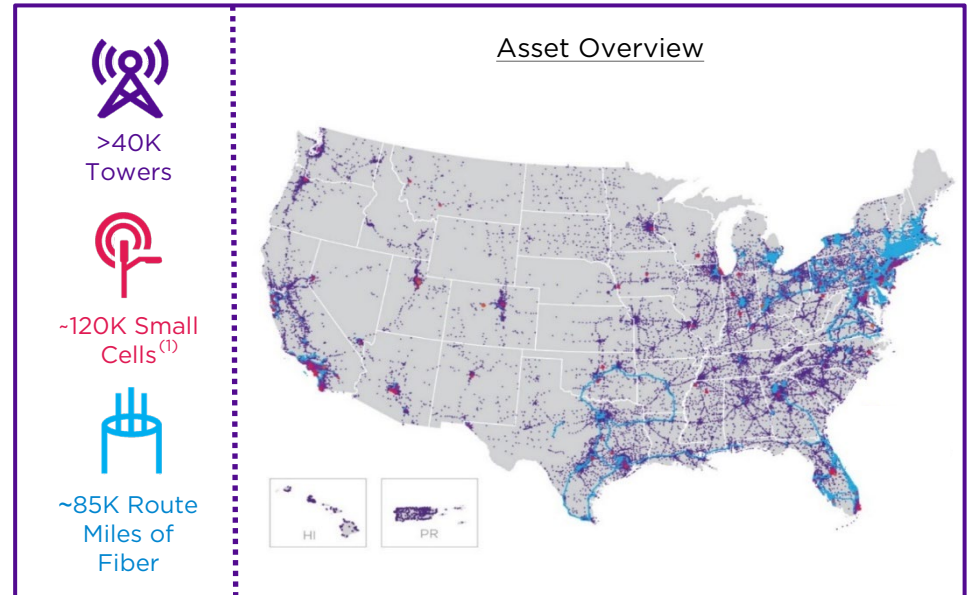 Asset Overview
>40K
Towers
~120K Small
Cells(1)
~85K Route
Miles of
Fiber
HI
PR